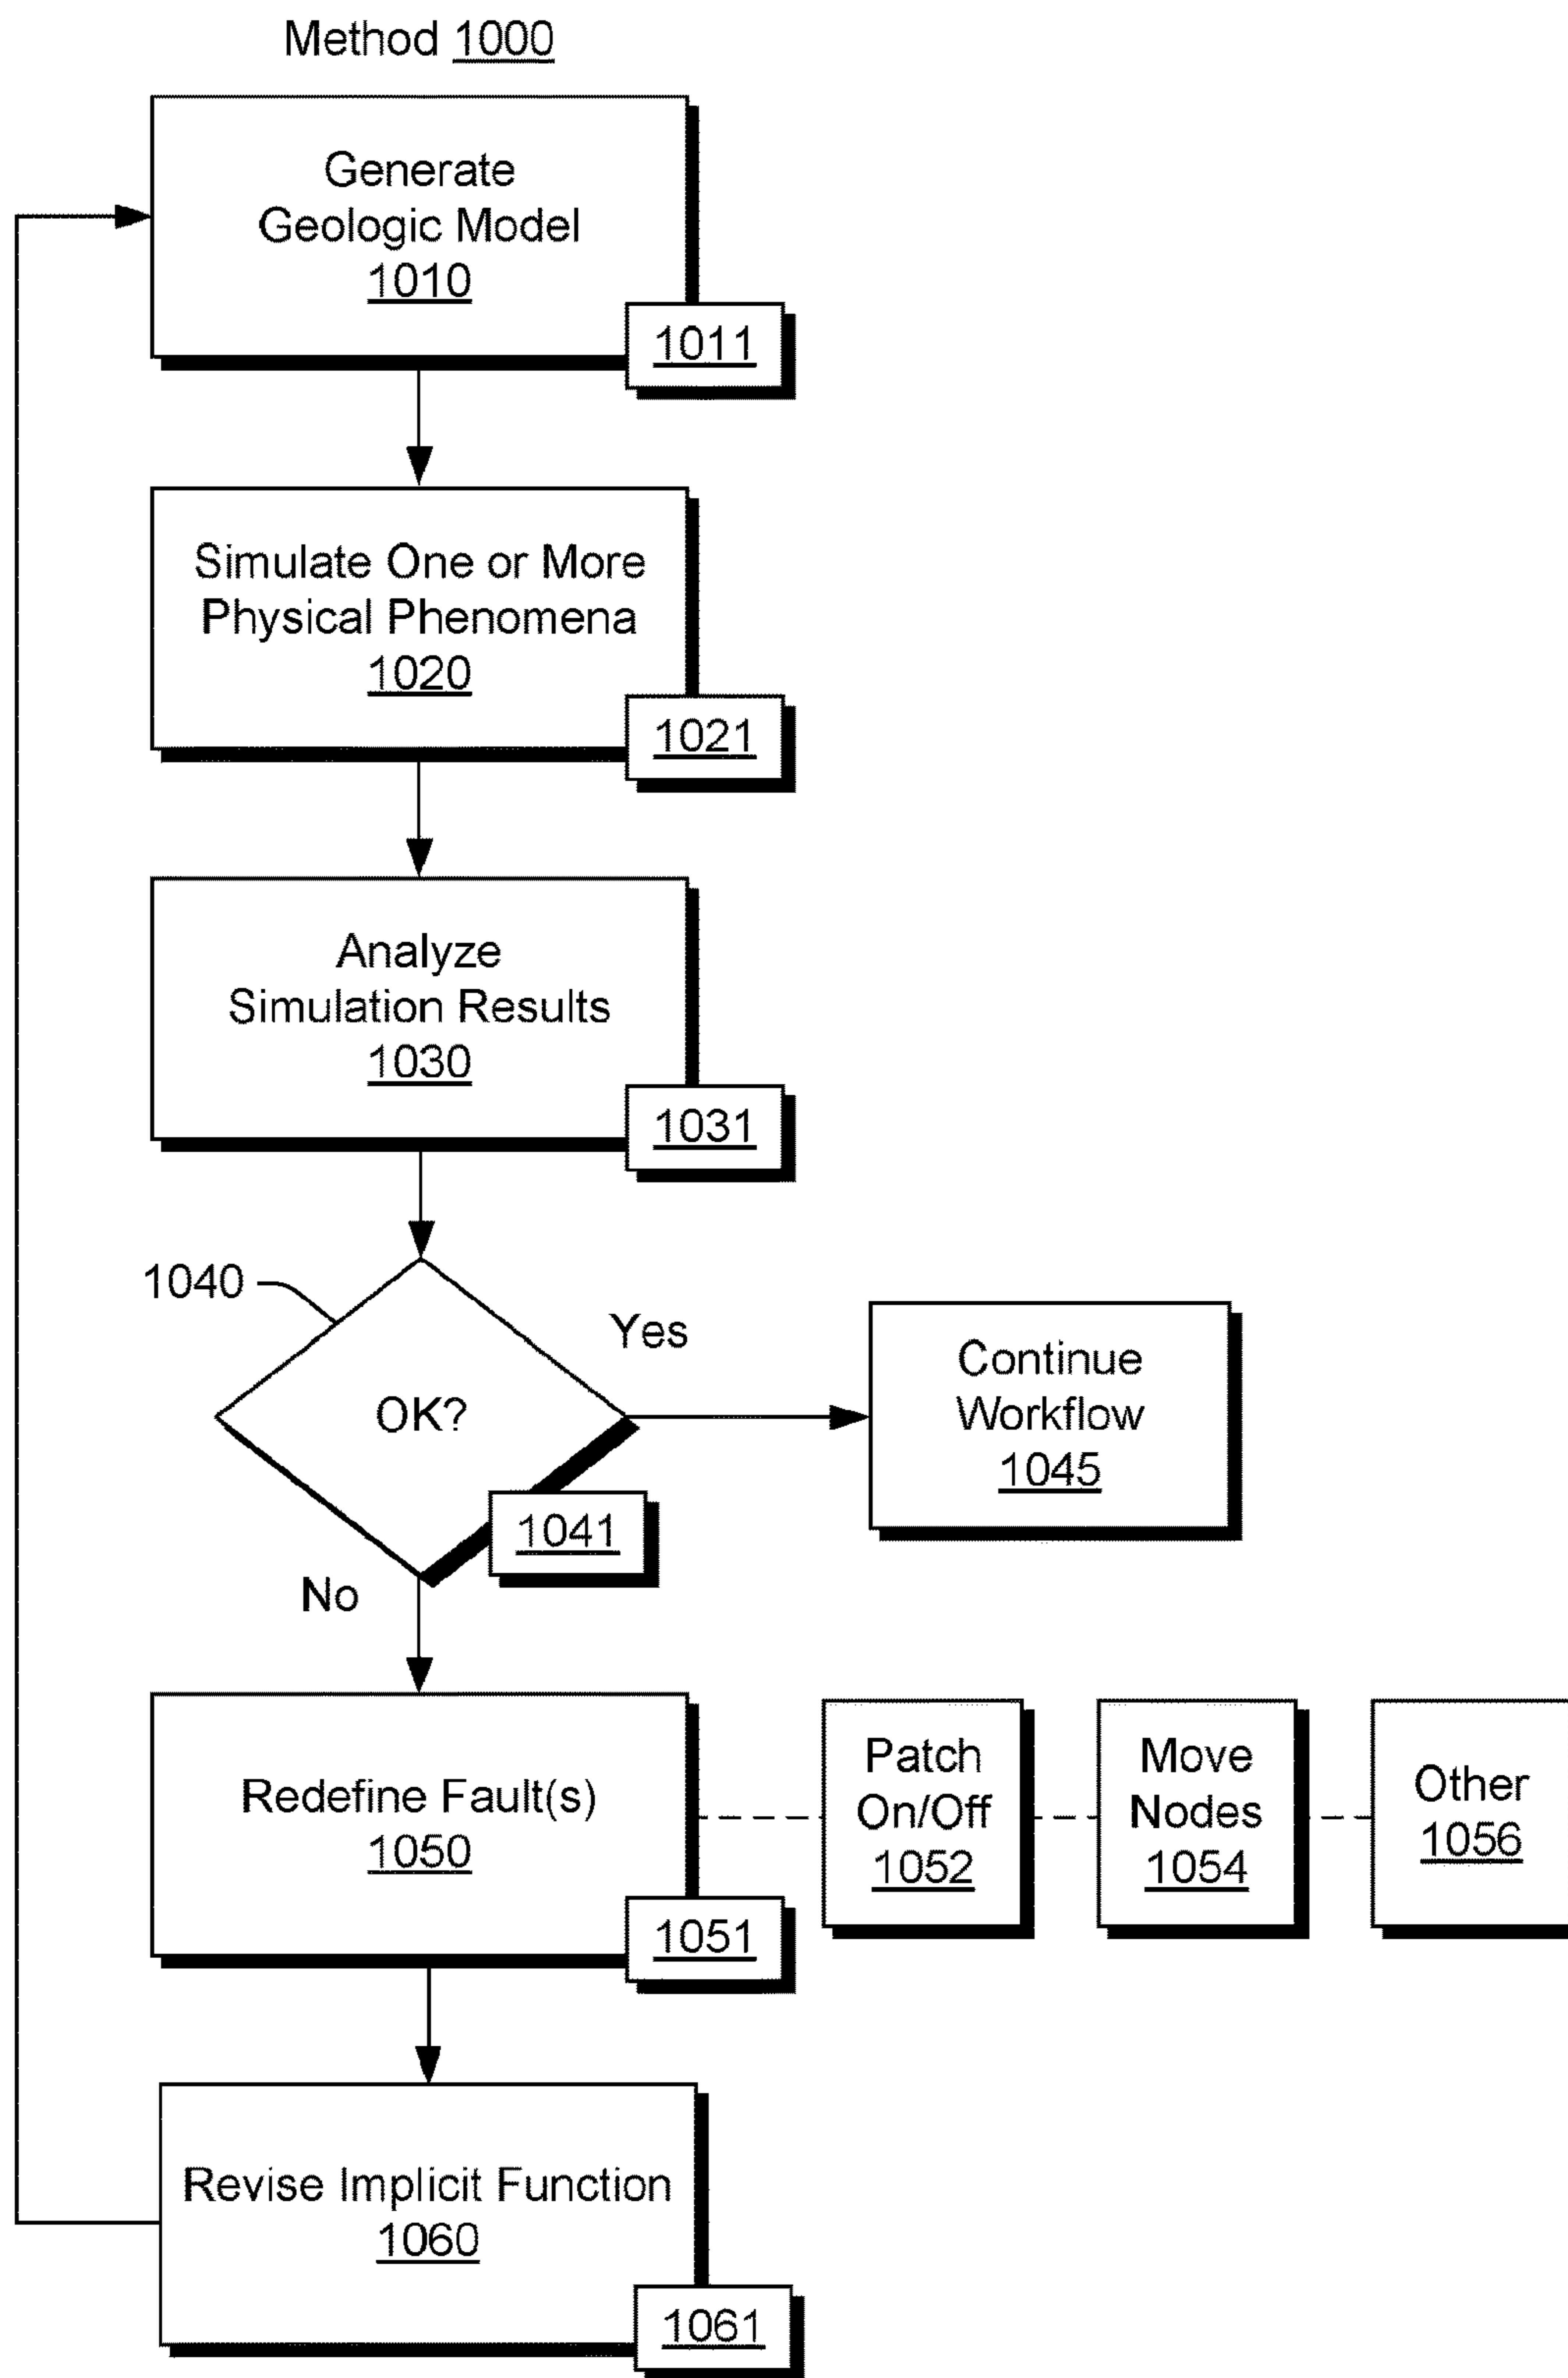 Method 1000
Generate
Geologic Model
1010
1011
Simulate One or More
Physical Phenomena
1020
1021
Analyze
Simulation Results
1030
1031
1040
OK?
Yes
1041
No
Continue
Workflow
1045
Redefine Fault(s)
1050
1051
Patch
On/Off
1052
Move
Nodes
1054
Other
1056
Revise Implicit Function
1060
1061